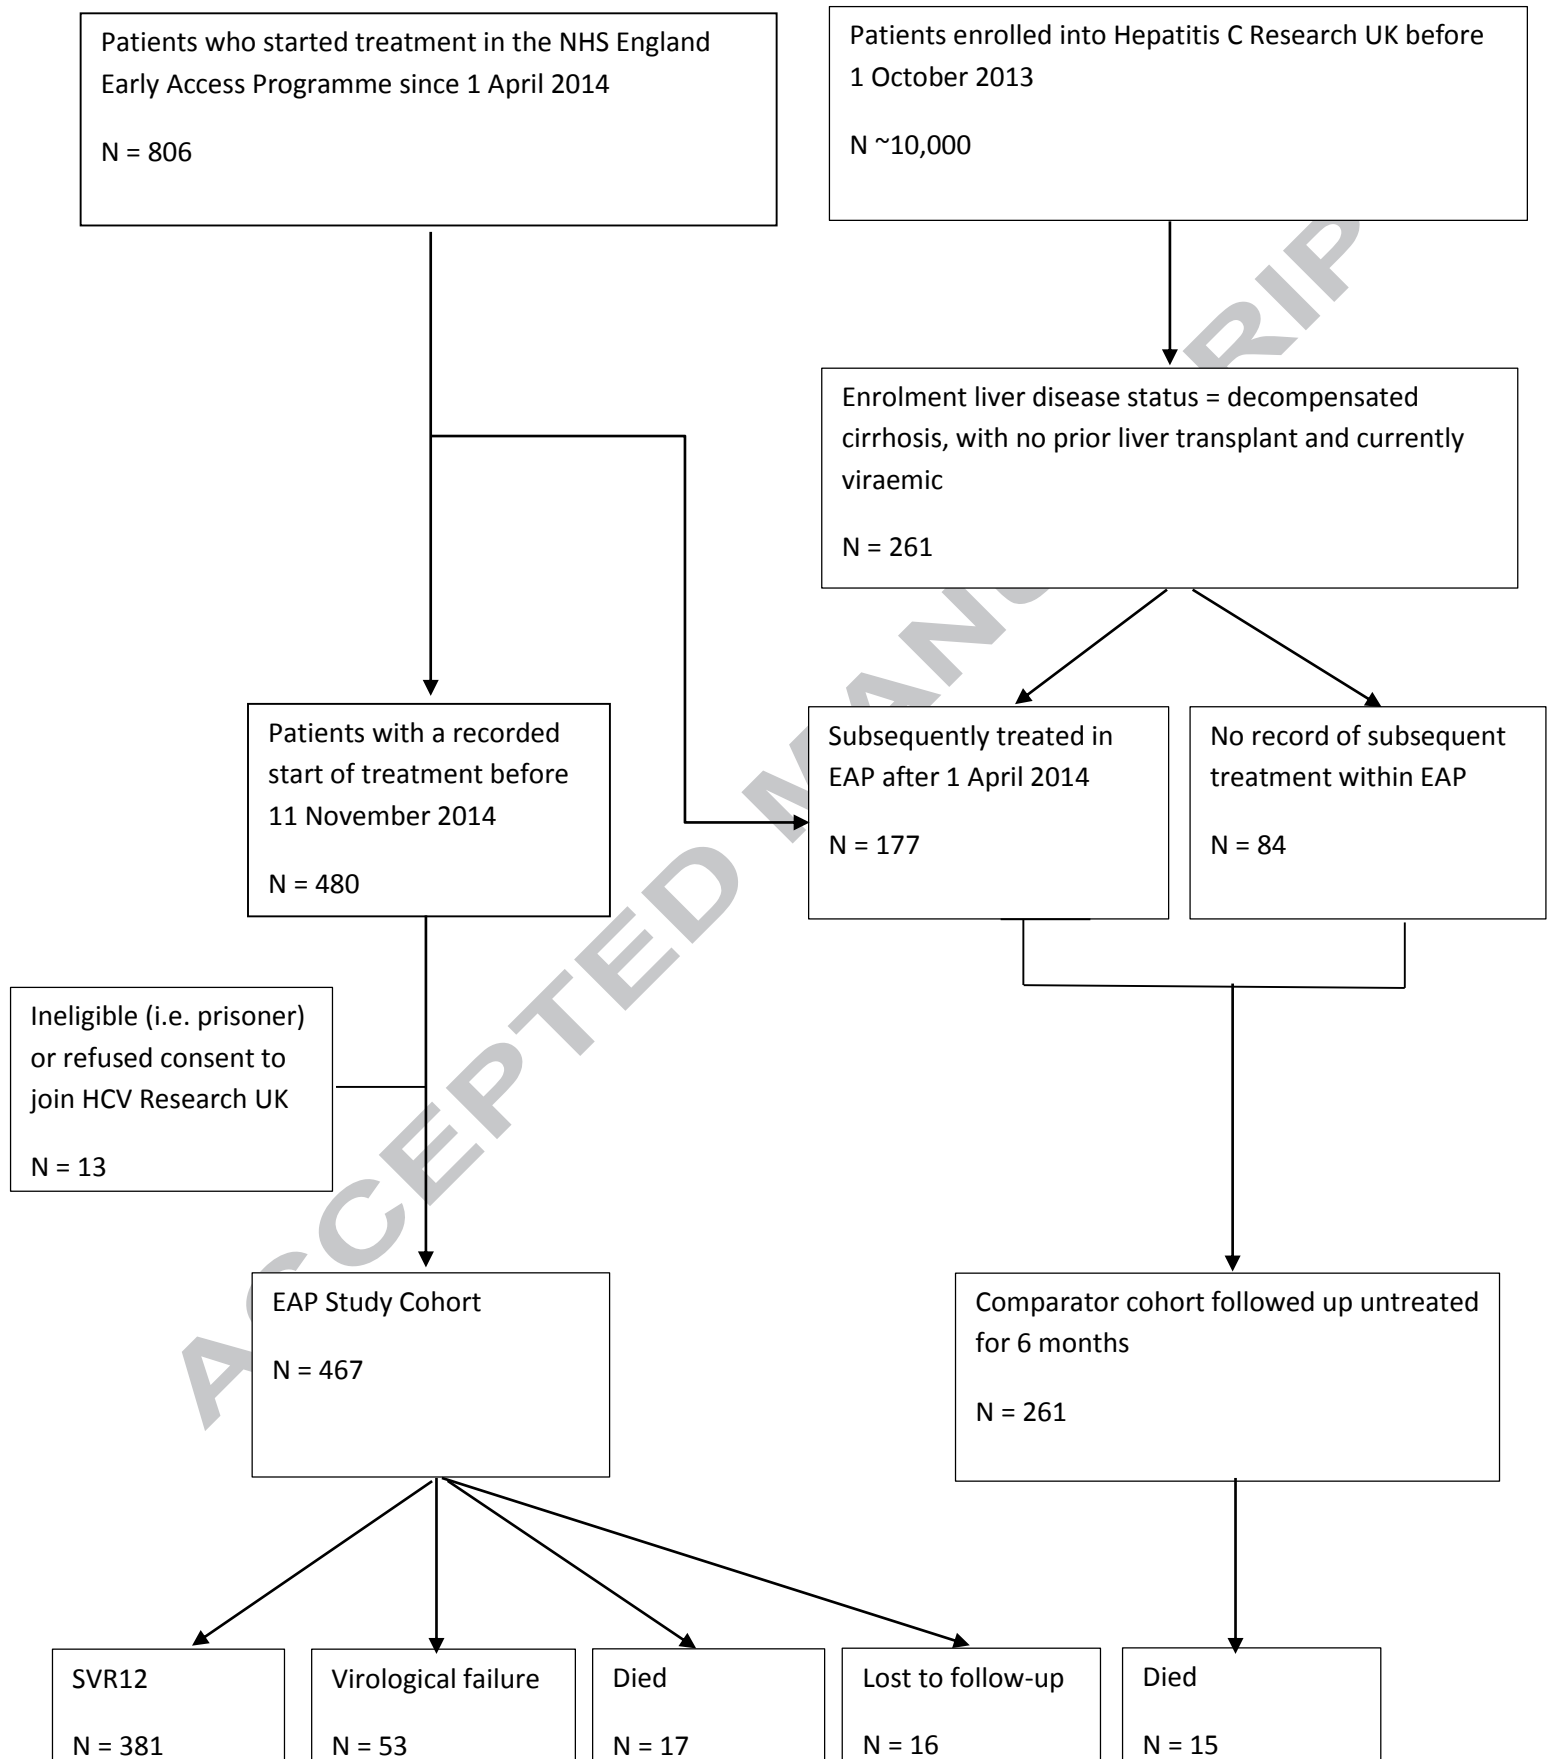 Patients who started treatment in the NHS England
Early Access Programme since 1 April 2014
N = 806
Patients enrolled into Hepatitis C Research UK before
1 October 2013
N ~10,000
Enrolment liver disease status = decompensated
cirrhosis, with no prior liver transplant and currently
viraemic
N = 261
Patients with a recorded
start of treatment before
11 November 2014
N = 480
Subsequently treated in
EAP after 1 April 2014
N = 177
No record of subsequent
treatment within EAP
N = 84
Ineligible (i.e. prisoner)
or refused consent to
join HCV Research UK
N = 13
EAP Study Cohort
N = 467
Comparator cohort followed up untreated
for 6 months
N = 261
SVR12
N = 381
Virological failure
N = 53
Died
N = 17
Lost to follow-up
N = 16
Died
N = 15
ACCEPTED